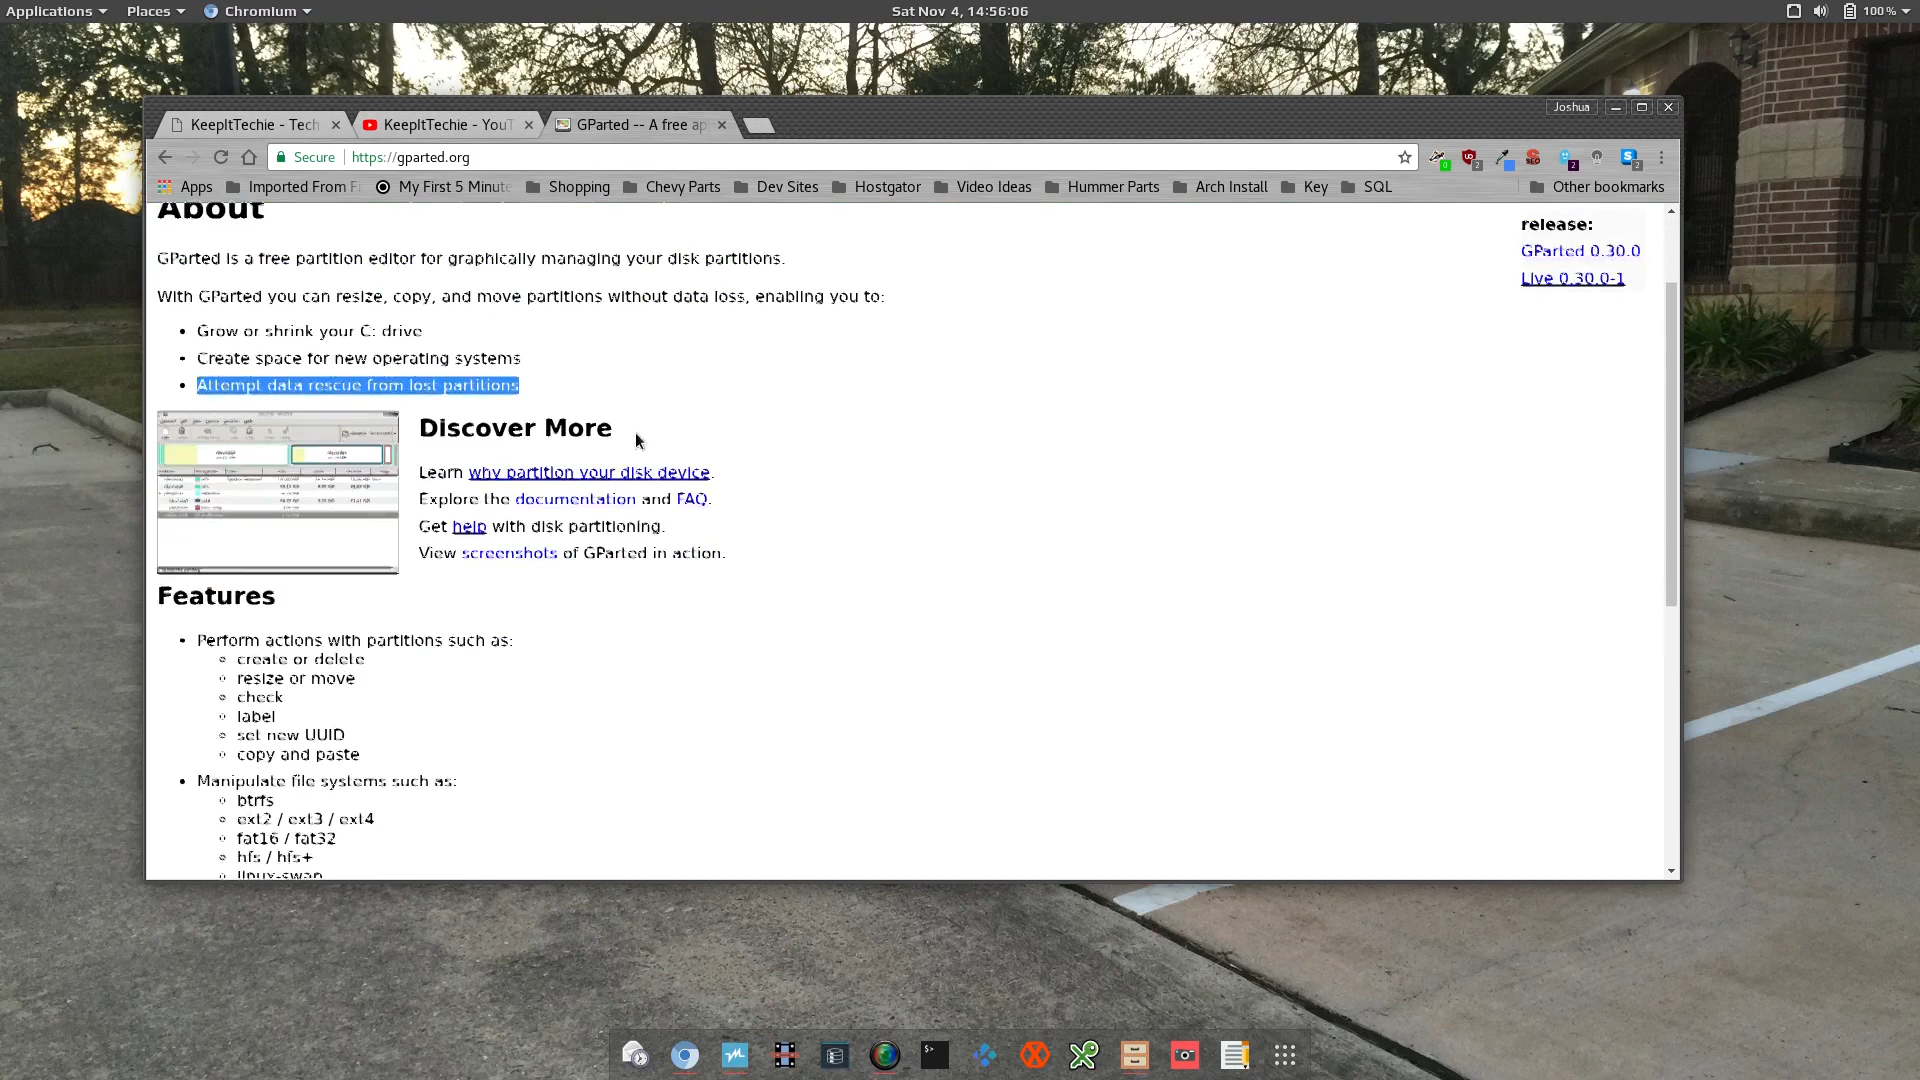 Applications Places Chromium Sat Nov 4, 14:56:06 100 %
Joshua
KeepItTechie - Tech KeepItTechie - YouT GParted -- A free ap
Secure https://gparted.org 0 2 2 2
Apps Imported From Fi My First 5 Minute Shopping Chevy Parts Dev Sites Hostgator Video Ideas Hummer Parts Arch Install Key SQL Other bookmarks
About
release:
GParted 0.30.0
Live 0.30.0-1
GParted is a free partition editor for graphically managing your disk partitions.
With GParted you can resize, copy, and move partitions without data loss, enabling you to:
Grow or shrink your C: drive
Create space for new operating systems
Attempt data rescue from lost partitions
Discover More
Learn why partition your disk device.
Explore the documentation and FAQ.
Get help with disk partitioning.
View screenshots of GParted in action.
Features
Perform actions with partitions such as:
create or delete
resize or move
check
label
set new UUID
copy and paste
Manipulate file systems such as:
btrfs
ext2 / ext3 / ext4
fat16 / fat32
hfs / hfs+
linux-swap